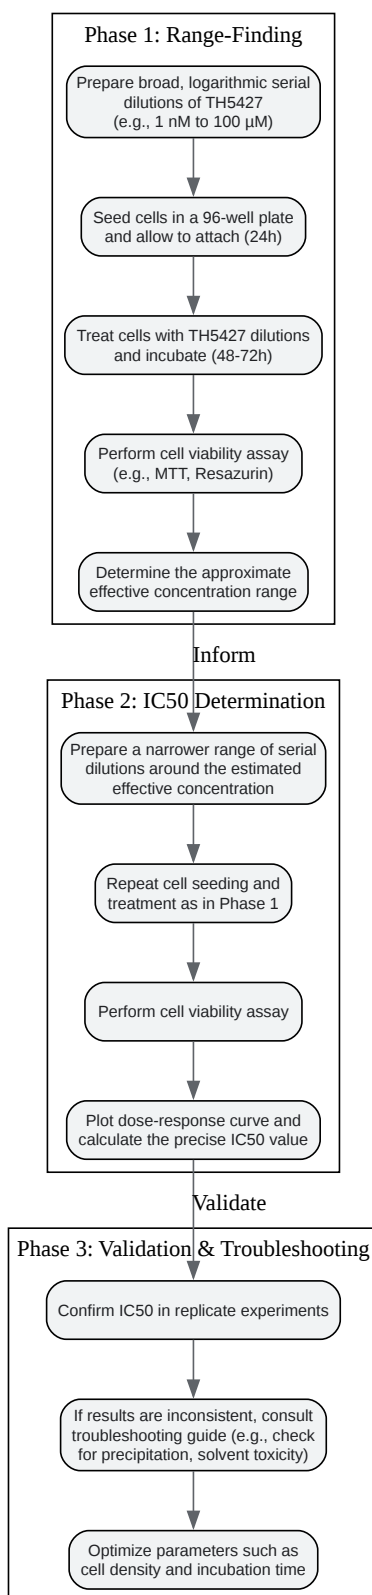 Phase 1: Range-Finding
Prepare broad, logarithmic serial
dilutions of TH5427
(e.g., 1 nM to 100 µM)
Seed cells in a 96-well plate
and allow to attach (24h)
Treat cells with TH5427 dilutions
and incubate (48-72h)
Perform cell viability assay
(e.g., MTT, Resazurin)
Determine the approximate
effective concentration range
Inform
Phase 2: IC50 Determination
Prepare a narrower range of serial
dilutions around the estimated
effective concentration
Repeat cell seeding and
treatment as in Phase 1
Perform cell viability assay
Plot dose-response curve and
calculate the precise IC50 value
Validate
Phase 3: Validation & Troubleshooting
Confirm IC50 in replicate experiments
If results are inconsistent, consult
troubleshooting guide (e.g., check
for precipitation, solvent toxicity)
Optimize parameters such as
cell density and incubation time